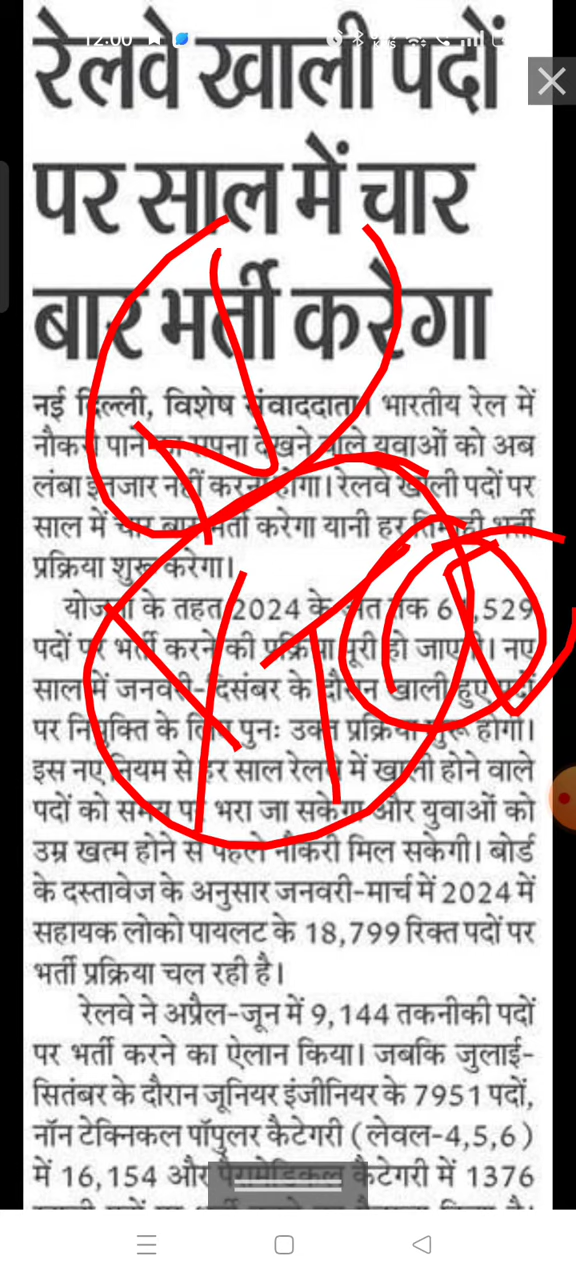 12:00
रेलवे खाली पदों
पर साल में चार
बार भर्ती करेगा
नई दिल्ली, विशेष संवाददाता। भारतीय रेल में
नौकरी पाने का सपना देखने वाले युवाओं को अब
लंबा इंतजार नहीं करना होगा। रेलवे खाली पदों पर
साल में चार बार भर्ती करेगा यानी हर तिमाही भर्ती
प्रक्रिया शुरू करेगा।
योजना के तहत 2024 के अंत तक 6,529
पदों पर भर्ती करने की प्रक्रिया पूरी हो जाएगी। नए
साल में जनवरी-दिसंबर के दौरान खाली हुए पदों
पर नियुक्ति के लिए पुनः उक्त प्रक्रिया शुरू होगी।
इस नए नियम से हर साल रेलवे में खाली होने वाले
पदों को समय पर भरा जा सकेगा और युवाओं को
उम्र खत्म होने से पहले नौकरी मिल सकेगी। बोर्ड
के दस्तावेज के अनुसार जनवरी-मार्च में 2024 में
सहायक लोको पायलट के 18,799 रिक्त पदों पर
भर्ती प्रक्रिया चल रही है।
रेलवे ने अप्रैल-जून में 9,144 तकनीकी पदों
पर भर्ती करने का ऐलान किया। जबकि जुलाई-
सितंबर के दौरान जूनियर इंजीनियर के 7951 पदों,
नॉन टेक्निकल पॉपुलर कैटेगरी (लेवल-4,5,6)
में 16,154 और पैरामेडिकल कैटेगरी में 1376